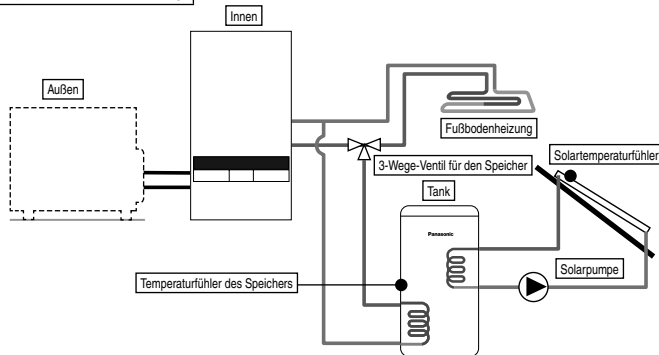 Innen
Außen
Fußbodenheizung
Solartemperaturfühler
3-Wege-Ventil für den Speicher
Tank
Panasonic
Solarpumpe
Temperaturfühler des Speichers